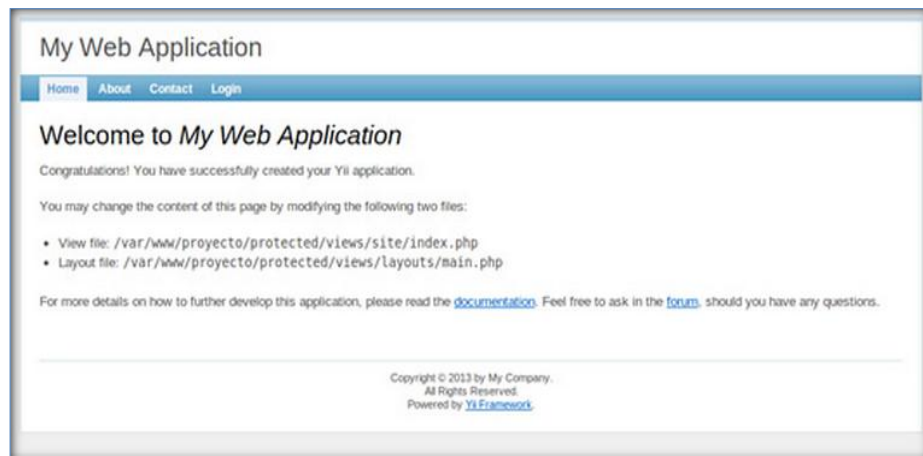 My Web Application
Home About Contact Login
Welcome to My Web Application
Congratulations! You have successfully created your Yii application.
You may change the content of this page by modifying the following two files:
• View file: /var/www/proyecto/protected/views/site/index.php
• Layout file: /var/www/proyecto/protected/views/layouts/main.php
For more details on how to further develop this application, please read the documentation. Feel free to ask in the forum, should you have any questions.
Copyright © 2013 by My Company.
All Rights Reserved.
Powered by Yii Framework.